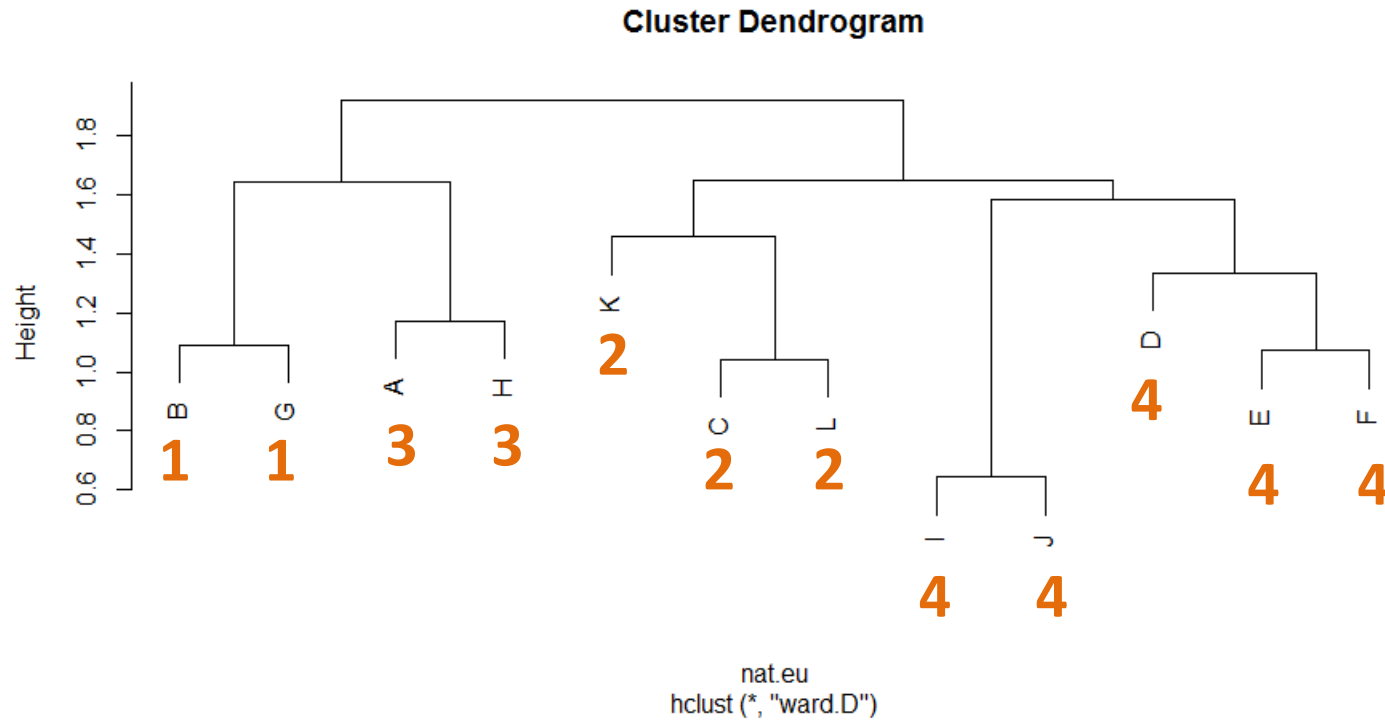 Cluster Dendrogram
Height
1.8
1.6
1.4
1.2
1.0
0.8
0.6
B
G
A
H
K
C
L
I
J
D
E
F
1
1
3
3
2
2
2
4
4
4
4
4
nat.eu
hclust (*, "ward.D")